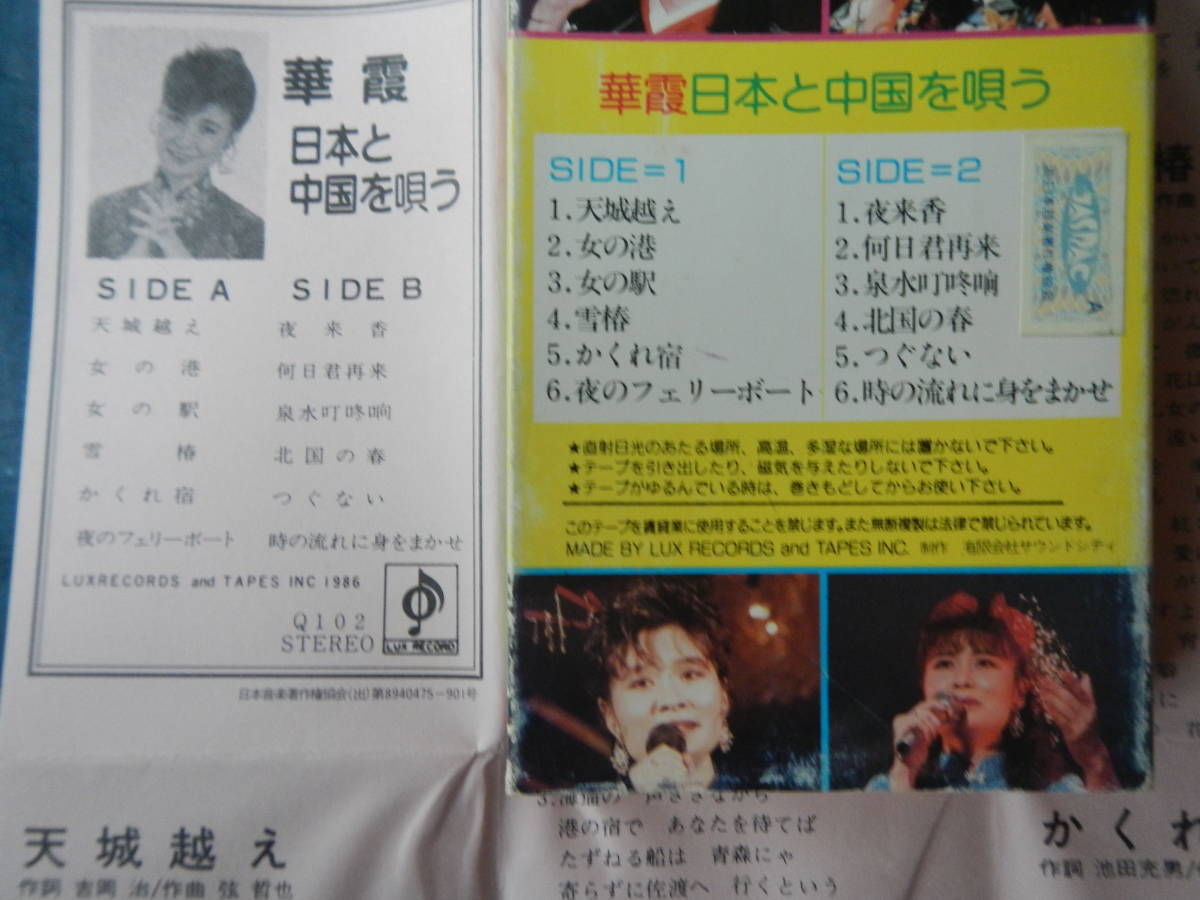 華霞
日本と
中国を唄う
SIDE A
天城越え
女の港
女の駅
雪椿
かくれ宿
夜のフェリーボート
SIDE B
夜来香
何日君再来
泉水叮咚响
北国の春
つぐない
時の流れに身をまかせ
LUXRECORDS and TAPES INC 1986
Q102
STEREO
LUX RECORD
日本音楽著作権協会(出)第8940475-901号
天城越え
作詞 吉岡 治/作曲 弦 哲也
華霞日本と中国を唄う
SIDE=1
1.天城越え
2.女の港
3.女の駅
4.雪椿
5.かくれ宿
6.夜のフェリーボート
SIDE=2
1.夜来香
2.何日君再来
3.泉水叮咚响
4.北国の春
5.つぐない
6.時の流れに身をまかせ
JASRAC
A
★直射日光のあたる場所、高温、多湿な場所には置かないで下さい。
★テープを引き出したり、磁気を与えたりしないで下さい。
★テープがゆるんでいる時は、巻きもどしてからお使い下さい。
このテープを賃貸業に使用することを禁じます。また無断複製は法律で禁じられています。
MADE BY LUX RECORDS and TAPES INC. 制作 有限会社サウンドシティ
港の宿で あなたを待てば
たずねる船は 青森にゃ
寄らずに佐渡へ 行くという
かくれ
作詞 池田充男/
椿
作曲